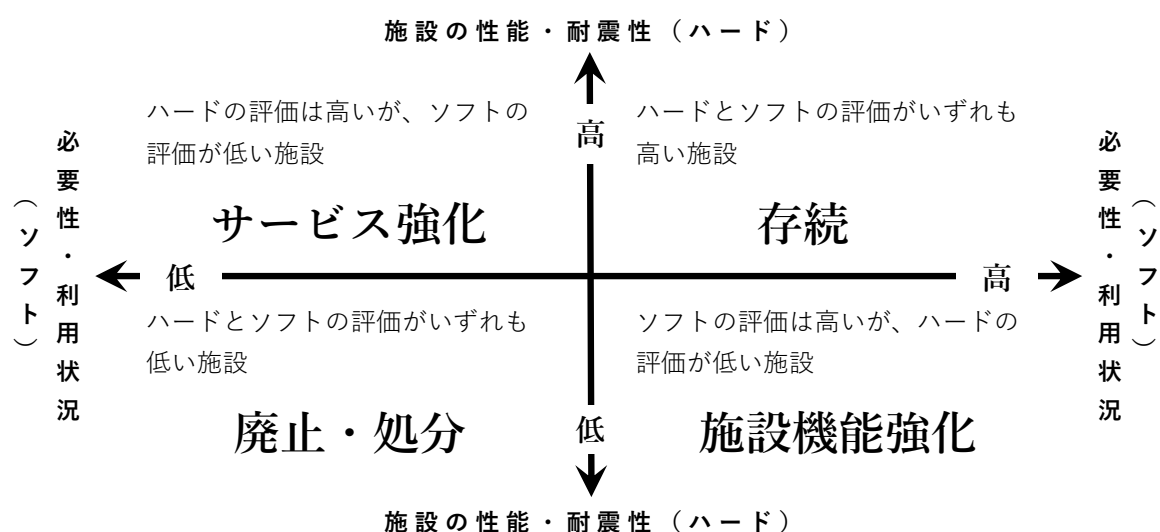 施設の性能・耐震性（ハード）
高
ハードの評価は高いが、ソフトの
評価が低い施設
サービス強化
ハードとソフトの評価がいずれも
高い施設
存続
必要性・利用状況
（ソフト）
低
高
必要性・利用状況
（ソフト）
ハードとソフトの評価がいずれも
低い施設
廃止・処分
ソフトの評価は高いが、ハードの
評価が低い施設
施設機能強化
低
施設の性能・耐震性（ハード）